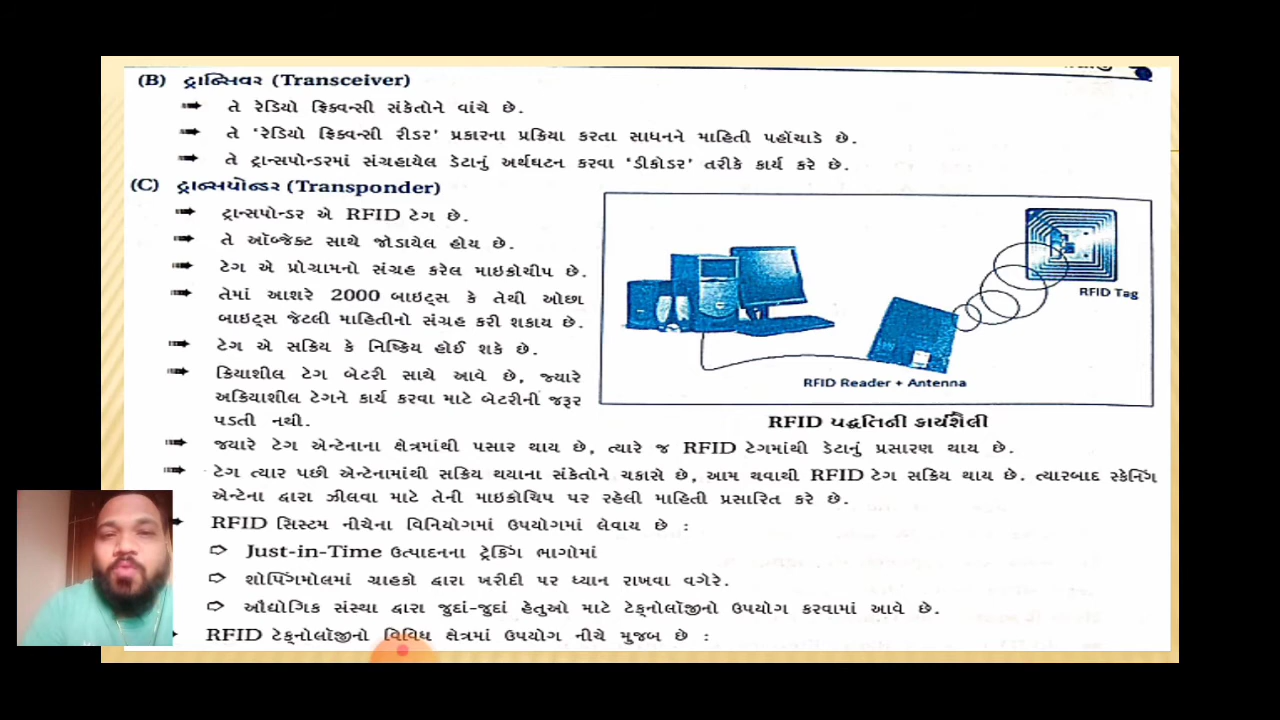 (B) ટ્રાન્સિવર (Transceiver)
તે રેડિયો ફ્રિક્વન્સી સંકેતોને વાંચે છે.
તે ‘રેડિયો ફ્રિક્વન્સી રીડર’ પ્રકારના પ્રક્રિયા કરતા સાધનને માહિતી પહોંચાડે છે.
તે ટ્રાન્સપોન્ડરમાં સંગ્રહાયેલ ડેટાનું અર્થઘટન કરવા ‘ડીકોડર’ તરીકે કાર્ય કરે છે.
(C) ટ્રાન્સપોન્ડર (Transponder)
ટ્રાન્સપોન્ડર એ RFID ટેગ છે.
તે ઑબ્જેક્ટ સાથે જોડાયેલ હોય છે.
ટેગ એ પ્રોગ્રામનો સંગ્રહ કરેલ માઇક્રોચીપ છે.
તેમાં આશરે 2000 બાઇટ્સ કે તેથી ઓછા
બાઇટ્સ જેટલી માહિતીનો સંગ્રહ કરી શકાય છે.
ટેગ એ સક્રિય કે નિષ્ક્રિય હોઈ શકે છે.
ક્રિયાશીલ ટેગ બેટરી સાથે આવે છે, જ્યારે
અક્રિયાશીલ ટેગને કાર્ય કરવા માટે બેટરીની જરૂર
પડતી નથી.
RFID Tag
RFID Reader + Antenna
RFID પદ્ધતિની કાર્યશૈલી
જ્યારે ટેગ એન્ટેનાના ક્ષેત્રમાંથી પસાર થાય છે, ત્યારે જ RFID ટેગમાંથી ડેટાનું પ્રસારણ થાય છે.
ટેગ ત્યાર પછી એન્ટેનામાંથી સક્રિય થયાના સંકેતોને ચકાસે છે, આમ થવાથી RFID ટેગ સક્રિય થાય છે. ત્યારબાદ સ્કેનિંગ
એન્ટેના દ્વારા ઝીલવા માટે તેની માઇક્રોચિપ પર રહેલી માહિતી પ્રસારિત કરે છે.
RFID સિસ્ટમ નીચેના વિનિયોગમાં ઉપયોગમાં લેવાય છે :
Just-in-Time ઉત્પાદનના ટ્રેકિંગ ભાગોમાં
શોપિંગમોલમાં ગ્રાહકો દ્વારા ખરીદી પર ધ્યાન રાખવા વગેરે.
ઔદ્યોગિક સંસ્થા દ્વારા જુદાં-જુદાં હેતુઓ માટે ટેક્નોલૉજીનો ઉપયોગ કરવામાં આવે છે.
RFID ટેક્નોલૉજીનો વિવિધ ક્ષેત્રમાં ઉપયોગ નીચે મુજબ છે :